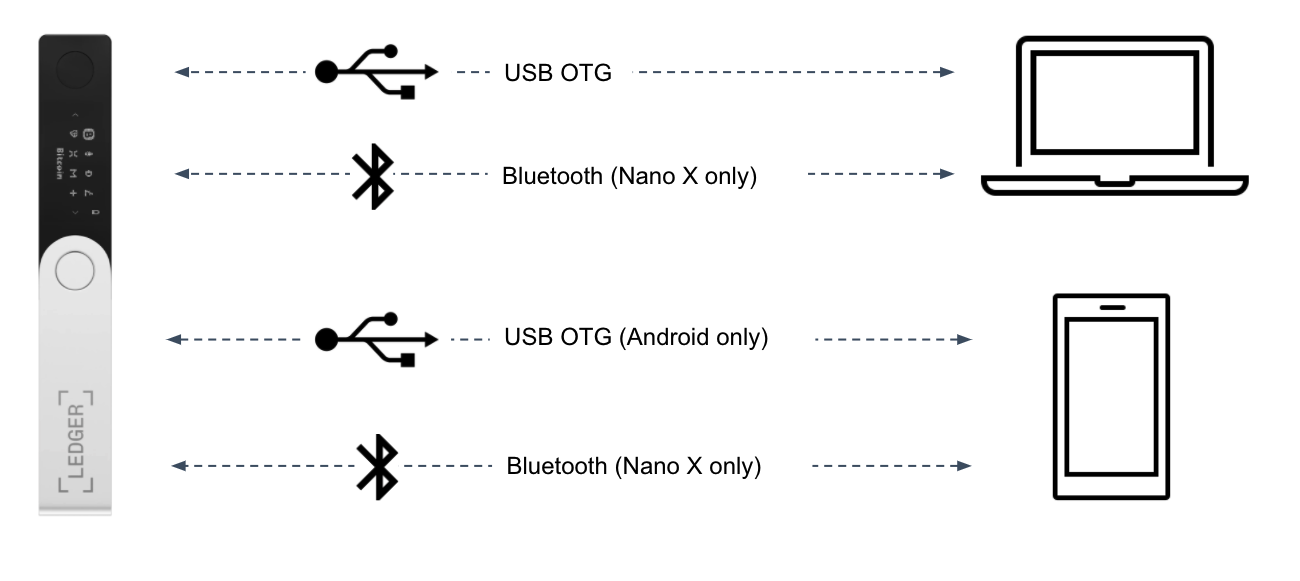 USB OTG
Bluetooth (Nano X only)
Bitcoin
USB OTG (Android only)
LEDGER
Bluetooth (Nano X only)